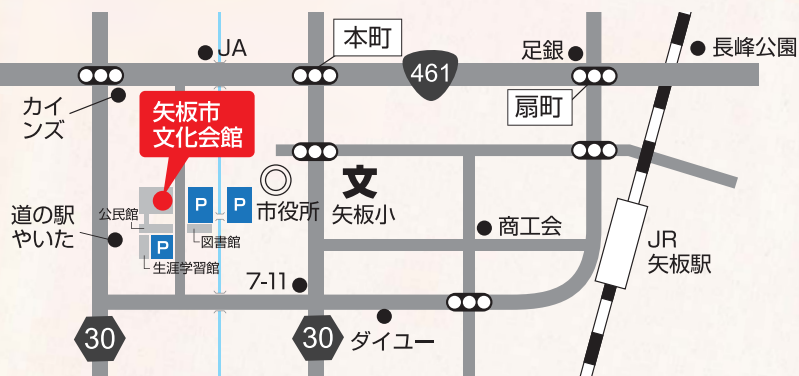 本町
JA
足銀
長峰公園
461
カイ
ンズ
矢板市
文化会館
扇町
文
P
P
市役所
矢板小
公民館
道の駅
やいた
商工会
図書館
P
生涯学習館
JR
矢板駅
7-11
30
30
ダイユー